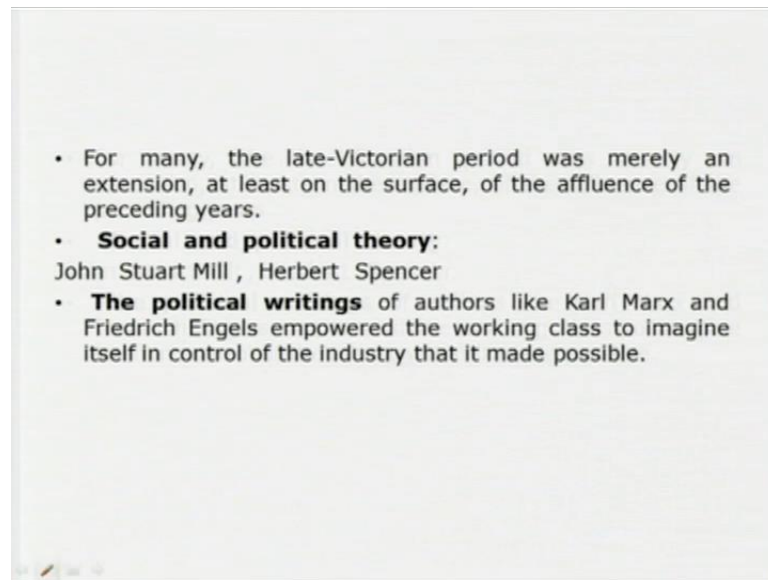 • For many, the late-Victorian period was merely an
extension, at least on the surface, of the affluence of the
preceding years.
• Social and political theory:
John Stuart Mill , Herbert Spencer
• The political writings of authors like Karl Marx and
Friedrich Engels empowered the working class to imagine
itself in control of the industry that it made possible.